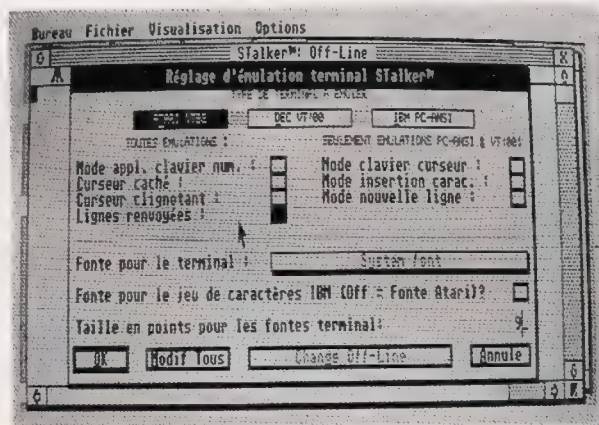 Bureau Fichier Visualisation Options
STalker™: Off-Line
Réglage d'émulation terminal STalker™
TYPE DE TERMINAL A EMULER
ATARI VT52 DEC VT100 IBM PC-ANSI
TOUTES EMULATIONS :
SEULEMENT EMULATIONS PC-ANSI & VT100:
Mode appl. clavier num. :
Curseur caché :
Curseur clignotant :
Lignes renvoyées :
Mode clavier curseur :
Mode insertion carac. :
Mode nouvelle ligne :
Fonte pour le terminal : System font
Fonte pour le jeu de caractères IBM (Off = Fonte Atari)?
Taille en points pour les fontes terminal: 9
OK Modif Tous Change Off-Line Annule